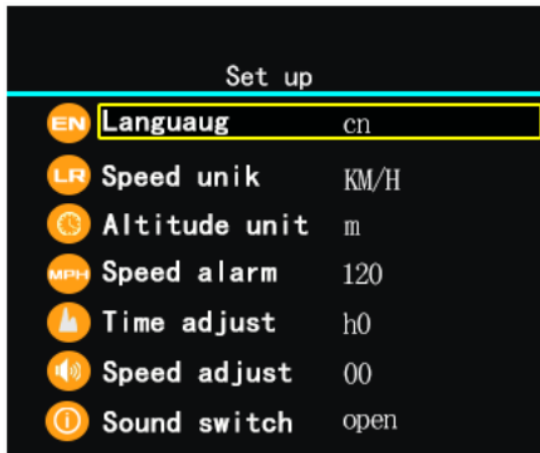 Set up
EN Languaug cn
LR Speed unik KM/H
Altitude unit m
MPH Speed alarm 120
Time adjust h0
Speed adjust 00
Sound switch open